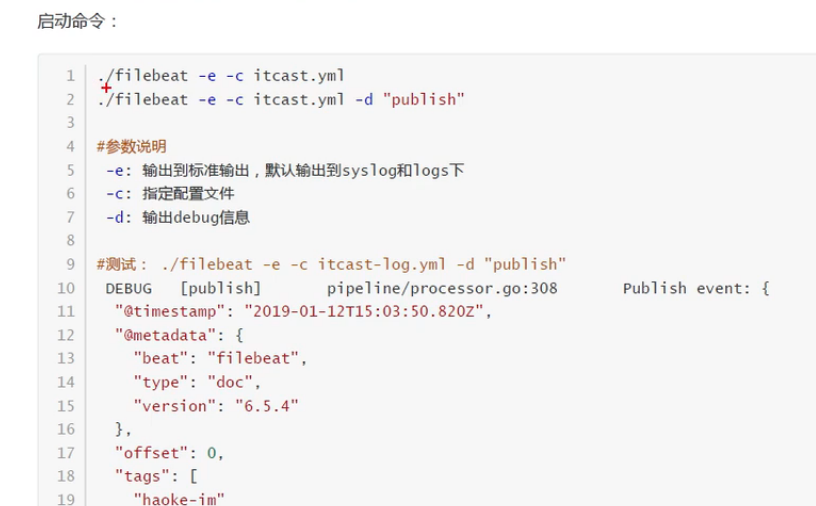 启动命令：
1 ./filebeat -e -c itcast.yml
2 ./filebeat -e -c itcast.yml -d "publish"
3
4 #参数说明
5 -e: 输出到标准输出，默认输出到syslog和logs下
6 -c: 指定配置文件
7 -d: 输出debug信息
8
9 #测试： ./filebeat -e -c itcast-log.yml -d "publish"
10 DEBUG [publish] pipeline/processor.go:308 Publish event: {
11 "@timestamp": "2019-01-12T15:03:50.820Z",
12 "@metadata": {
13 "beat": "filebeat",
14 "type": "doc",
15 "version": "6.5.4"
16 },
17 "offset": 0,
18 "tags": [
19 "haoke-im"